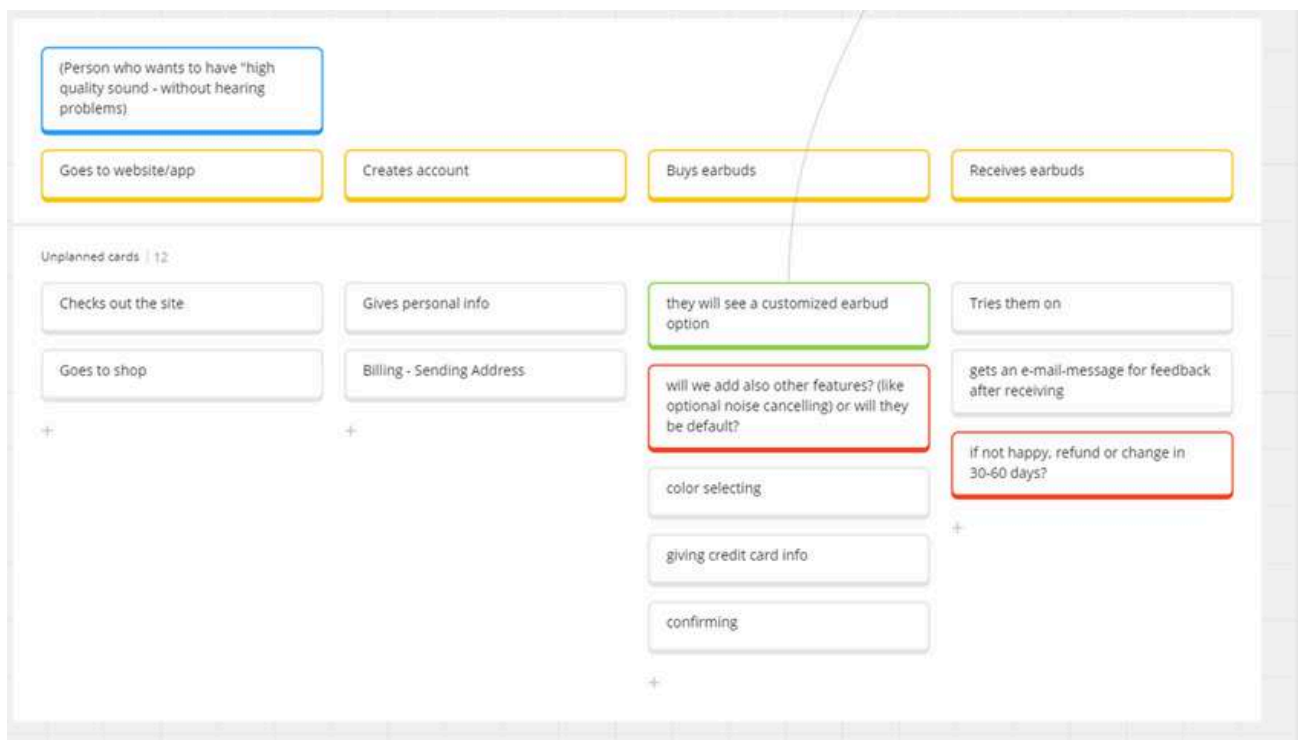 (Person who wants to have "high
quality sound - without hearing
problems)
Goes to website/app
Creates account
Buys earbuds
Receives earbuds
Unplanned cards | 12
Checks out the site
Goes to shop
+
Gives personal info
Billing - Sending Address
+
they will see a customized earbud
option
will we add also other features? (like
optional noise cancelling) or will they
be default?
color selecting
giving credit card info
confirming
+
Tries them on
gets an e-mail-message for feedback
after receiving
if not happy, refund or change in
30-60 days?
+